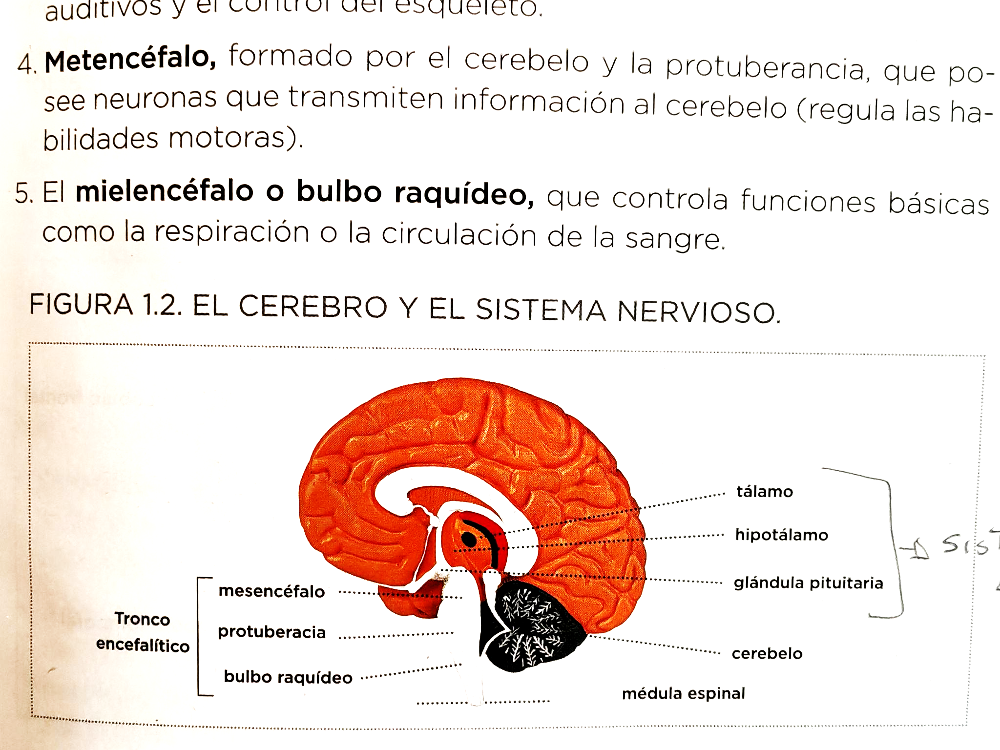 auditivos y el control del esqueleto.
4. Metencéfalo, formado por el cerebelo y la protuberancia, que po-
see neuronas que transmiten información al cerebelo (regula las ha-
bilidades motoras).
5. El mielencéfalo o bulbo raquídeo, que controla funciones básicas
como la respiración o la circulación de la sangre.
FIGURA 1.2. EL CEREBRO Y EL SISTEMA NERVIOSO.
tálamo
hipotálamo
SIST
glándula pituitaria
mesencéfalo
Tronco
encefalítico
protuberacia
bulbo raquídeo
cerebelo
médula espinal